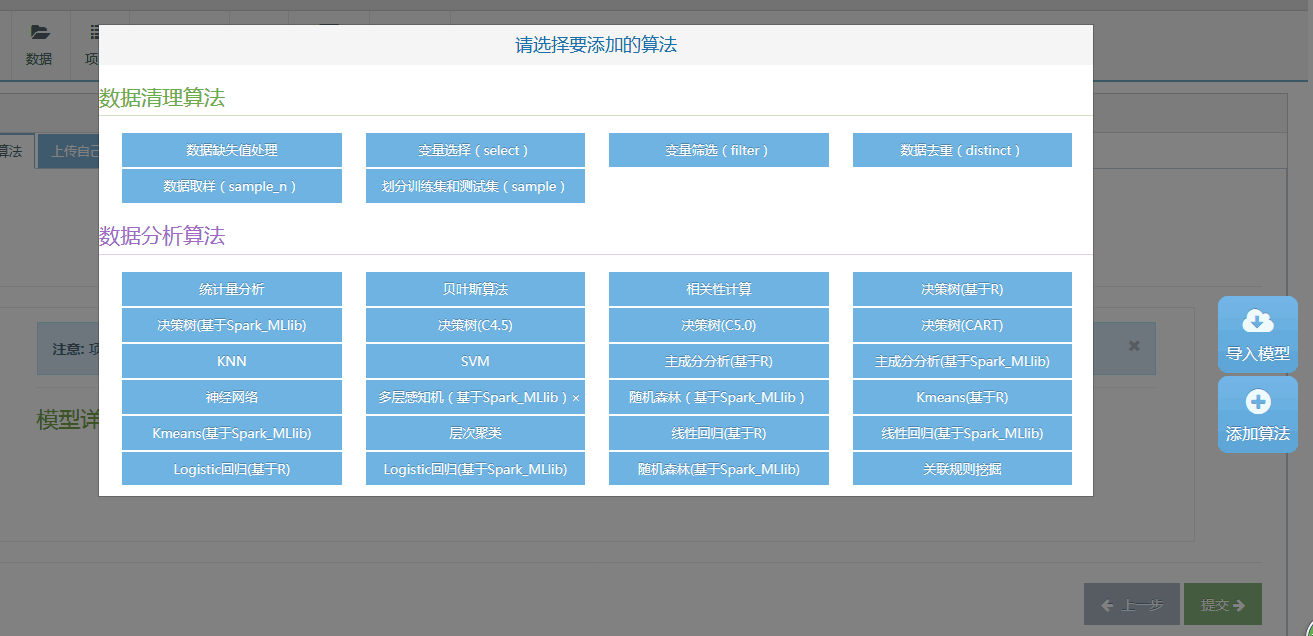 数据
项
请选择要添加的算法
数据清理算法
数据缺失值处理 变量选择（select） 变量筛选（filter） 数据去重（distinct）
数据取样（sample_n） 划分训练集和测试集（sample）
算法 上传自己
数据分析算法
统计量分析 贝叶斯算法 相关性计算 决策树(基于R)
决策树(基于Spark_MLlib) 决策树(C4.5) 决策树(C5.0) 决策树(CART)
注意: 项
KNN SVM 主成分分析(基于R) 主成分分析(基于Spark_MLlib)
神经网络 多层感知机（基于Spark_MLlib）× 随机森林（基于Spark_MLlib） Kmeans(基于R)
模型详
Kmeans(基于Spark_MLlib) 层次聚类 线性回归(基于R) 线性回归(基于Spark_MLlib)
Logistic回归(基于R) Logistic回归(基于Spark_MLlib) 随机森林(基于Spark_MLlib) 关联规则挖掘
导入模型
添加算法
上一步 提交